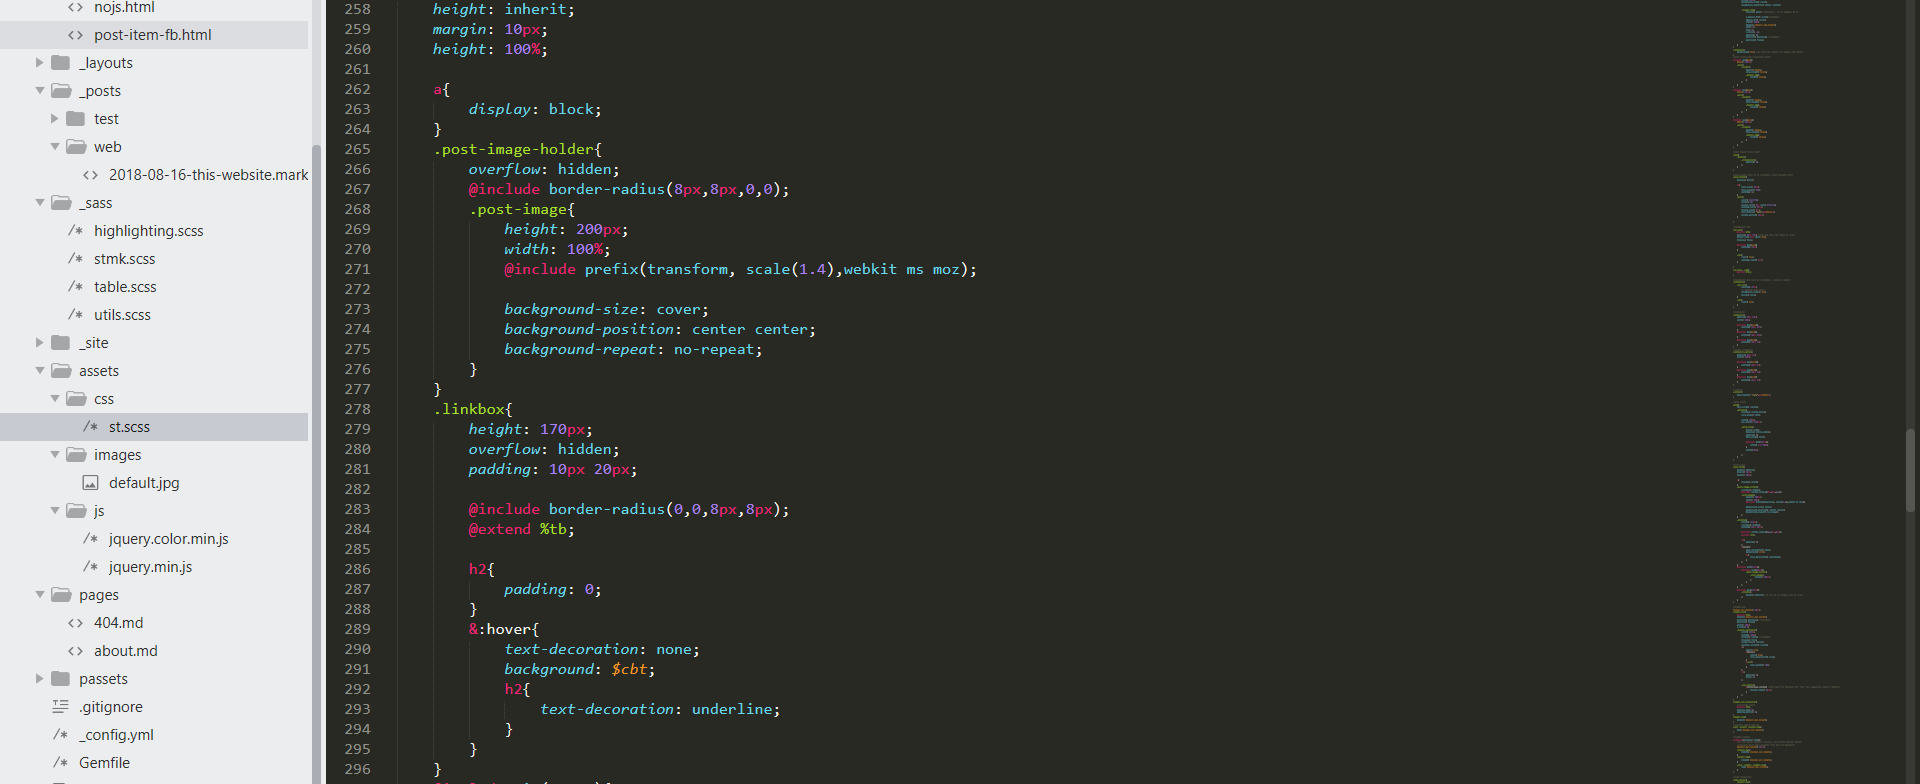 nojs.html
post-item-fb.html
_layouts
_posts
test
web
2018-08-16-this-website.mark
_sass
highlighting.scss
stmk.scss
table.scss
utils.scss
_site
assets
css
st.scss
images
default.jpg
js
jquery.color.min.js
jquery.min.js
pages
404.md
about.md
passets
.gitignore
_config.yml
Gemfile
258 height: inherit;
259 margin: 10px;
260 height: 100%;
261
262 a{
263 display: block;
264 }
265 .post-image-holder{
266 overflow: hidden;
267 @include border-radius(8px,8px,0,0);
268 .post-image{
269 height: 200px;
270 width: 100%;
271 @include prefix(transform, scale(1.4),webkit ms moz);
272
273 background-size: cover;
274 background-position: center center;
275 background-repeat: no-repeat;
276 }
277 }
278 .linkbox{
279 height: 170px;
280 overflow: hidden;
281 padding: 10px 20px;
282
283 @include border-radius(0,0,8px,8px);
284 @extend %tb;
285
286 h2{
287 padding: 0;
288 }
289 &:hover{
290 text-decoration: none;
291 background: $cbt;
292 h2{
293 text-decoration: underline;
294 }
295 }
296 }